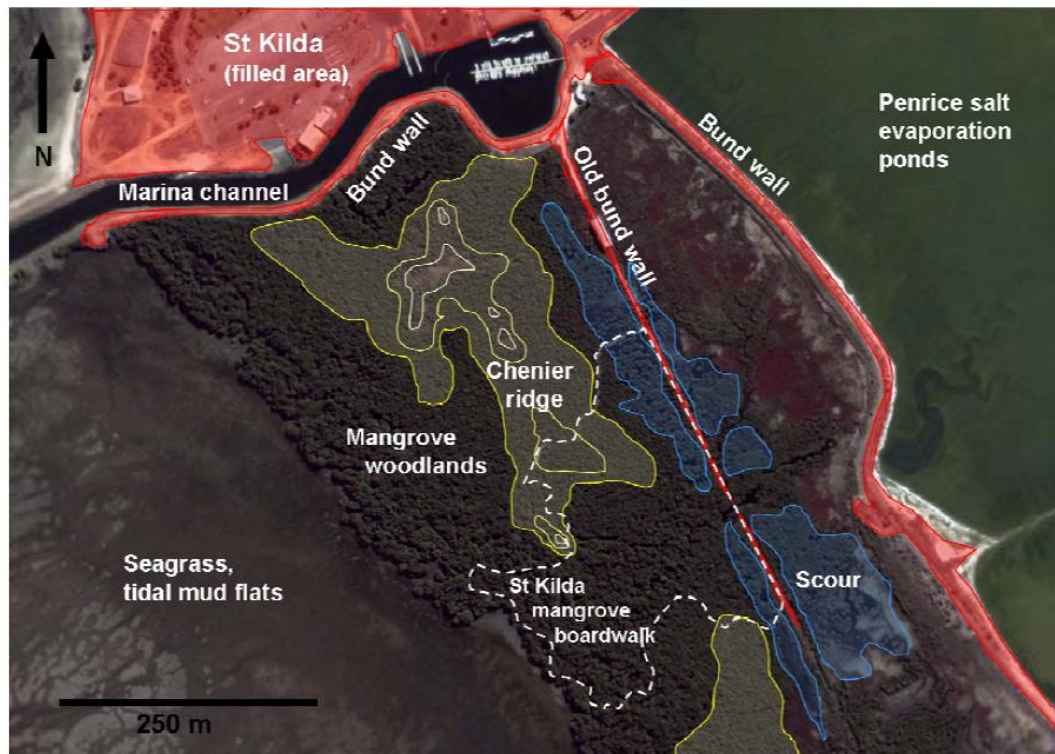 St Kilda
(filled area)
N
Marina channel
Bund wall
Old bund wall
Bund wall
Penrice salt
evaporation
ponds
Chenier
ridge
Mangrove
woodlands
Seagrass,
tidal mud flats
St Kilda
mangrove
boardwalk
Scour
250 m